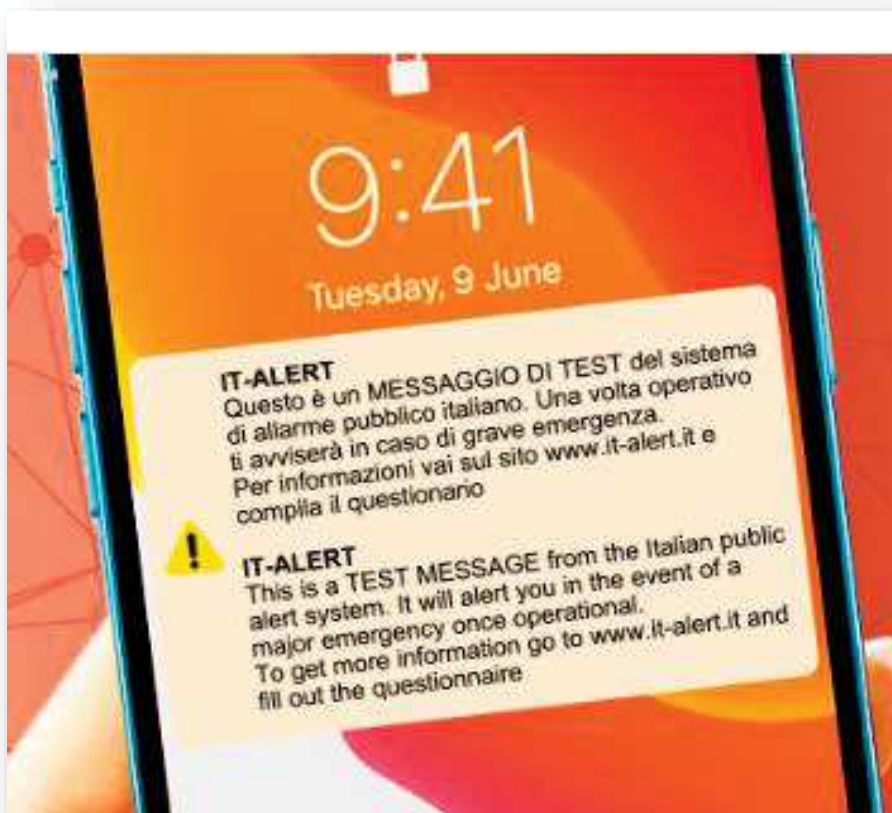 9:41
Tuesday, 9 June
IT-ALERT
Questo è un MESSAGGIO DI TEST del sistema
di allarme pubblico italiano. Una volta operativo
ti avviserà in caso di grave emergenza.
Per informazioni vai sul sito www.it-alert.it e
compila il questionario
IT-ALERT
This is a TEST MESSAGE from the Italian public
alert system. It will alert you in the event of a
major emergency once operational.
To get more information go to www.it-alert.it and
fill out the questionnaire